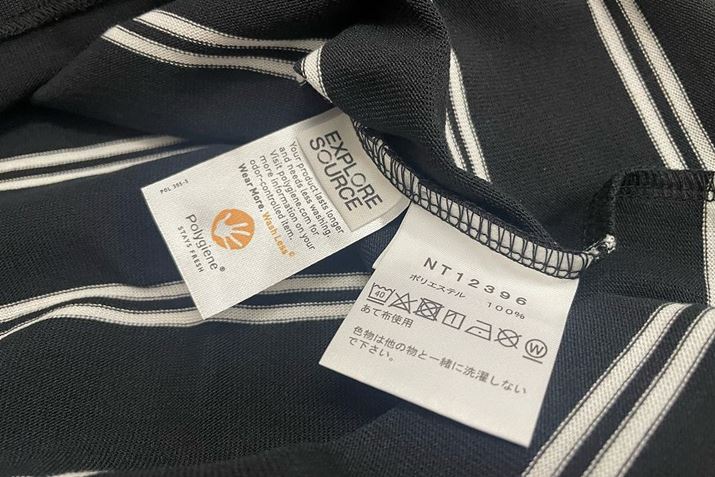 EXPLORE
SOURCE
Your product lasts longer
and needs less washing.
Visit polygiene.com for
more information on your
odor-controlled item.
Wear More. Wash Less®
POL 385-1
Polygiene®
STAYS FRESH
NT12396
ポリエステル 100%
40
W
あて布使用
色物は他の物と一緒に洗濯しない
で下さい。